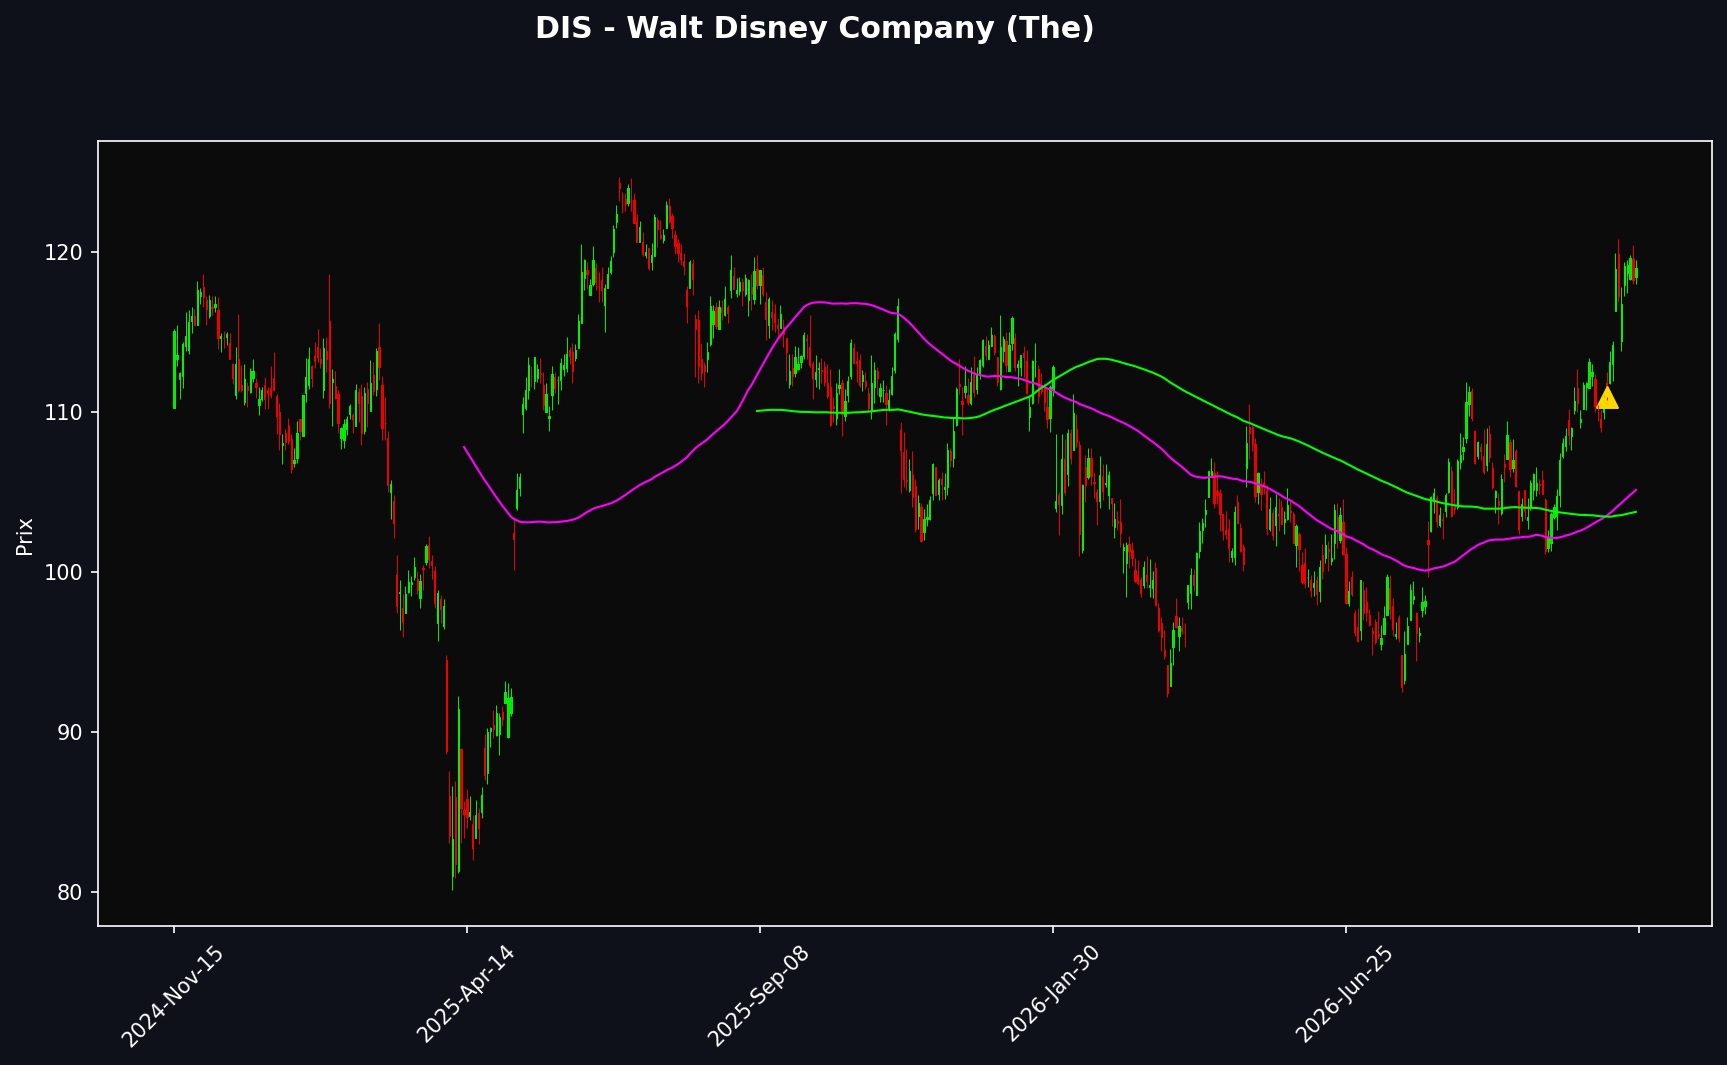 DIS - Walt Disney Company (The)
Prix
120
110
100
90
80
2024-Nov-15
2025-Apr-14
2025-Sep-08
2026-Jan-30
2026-Jun-25